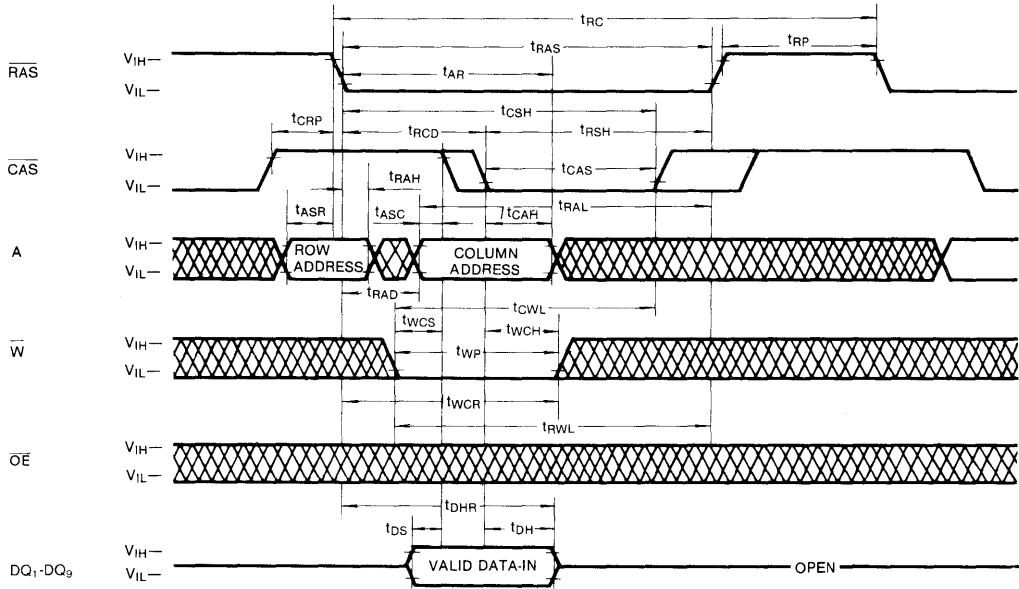 tRC
tRAS
tRP
RAS
VIH
VIL
tAR
tCSH
tCRP
tRCD
tRSH
CAS
VIH
VIL
tCAS
tRAH
tRAL
tASR
tASC
tCAH
A
VIH
VIL
ROW
ADDRESS
COLUMN
ADDRESS
tRAD
tCWL
tWCS
tWCH
W
VIH
VIL
tWP
tWCR
tRWL
OE
VIH
VIL
tDHR
tDS
tDH
DQ1-DQ9
VIH
VIL
VALID DATA-IN
OPEN